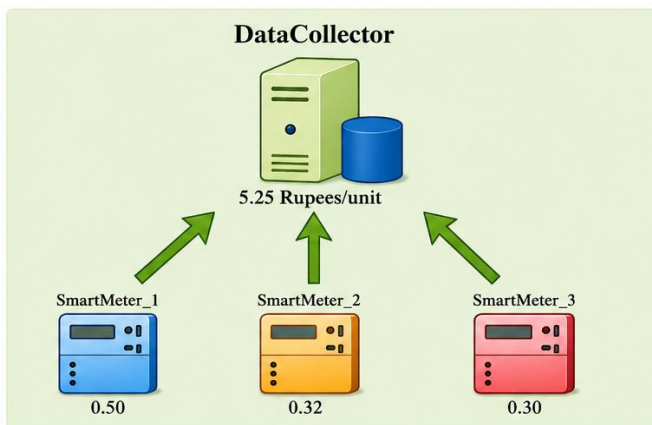 DataCollector
5.25 Rupees/unit
SmartMeter_1
SmartMeter_2
SmartMeter_3
0.50
0.32
0.30